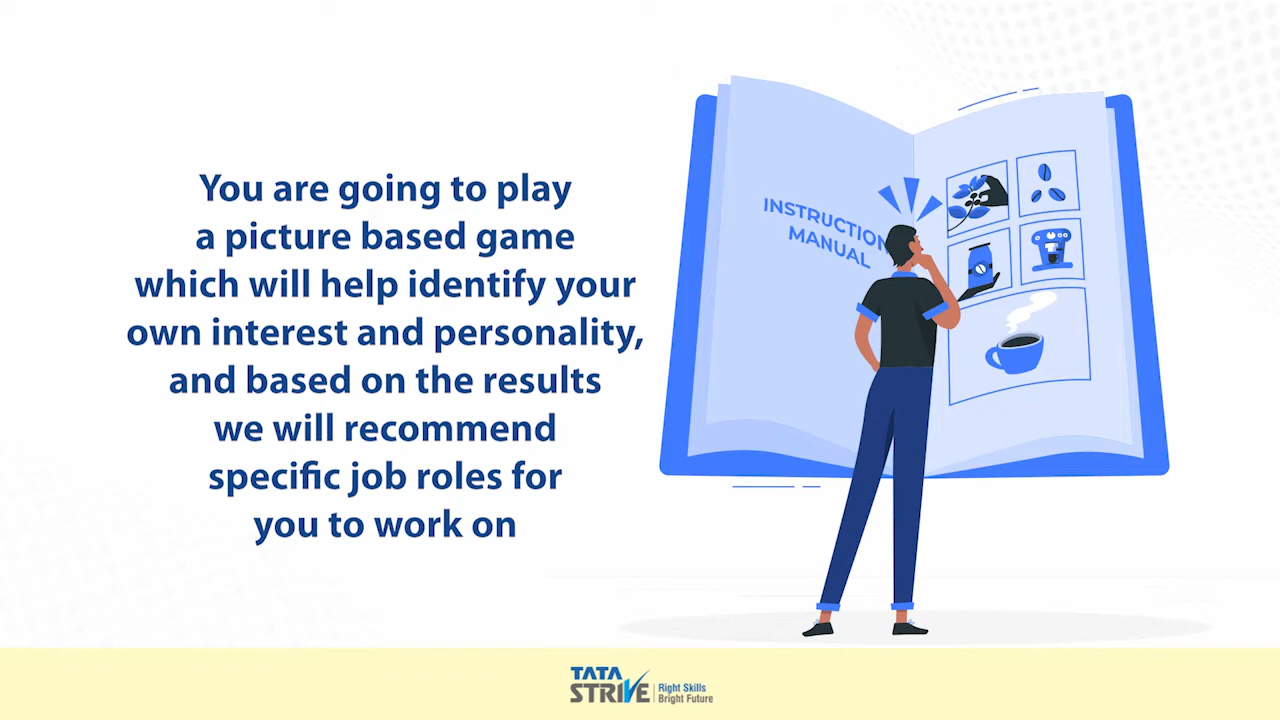 You are going to play
a picture based game
which will help identify your
own interest and personality,
and based on the results
we will recommend
specific job roles for
you to work on
INSTRUCTION
MANUAL
TATA
STRIVE
Right Skills
Bright Future